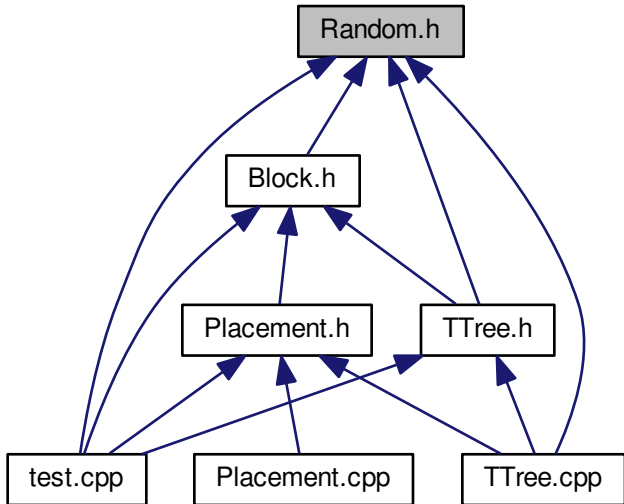 Random.h
Block.h
Placement.h
TTree.h
test.cpp
Placement.cpp
TTree.cpp